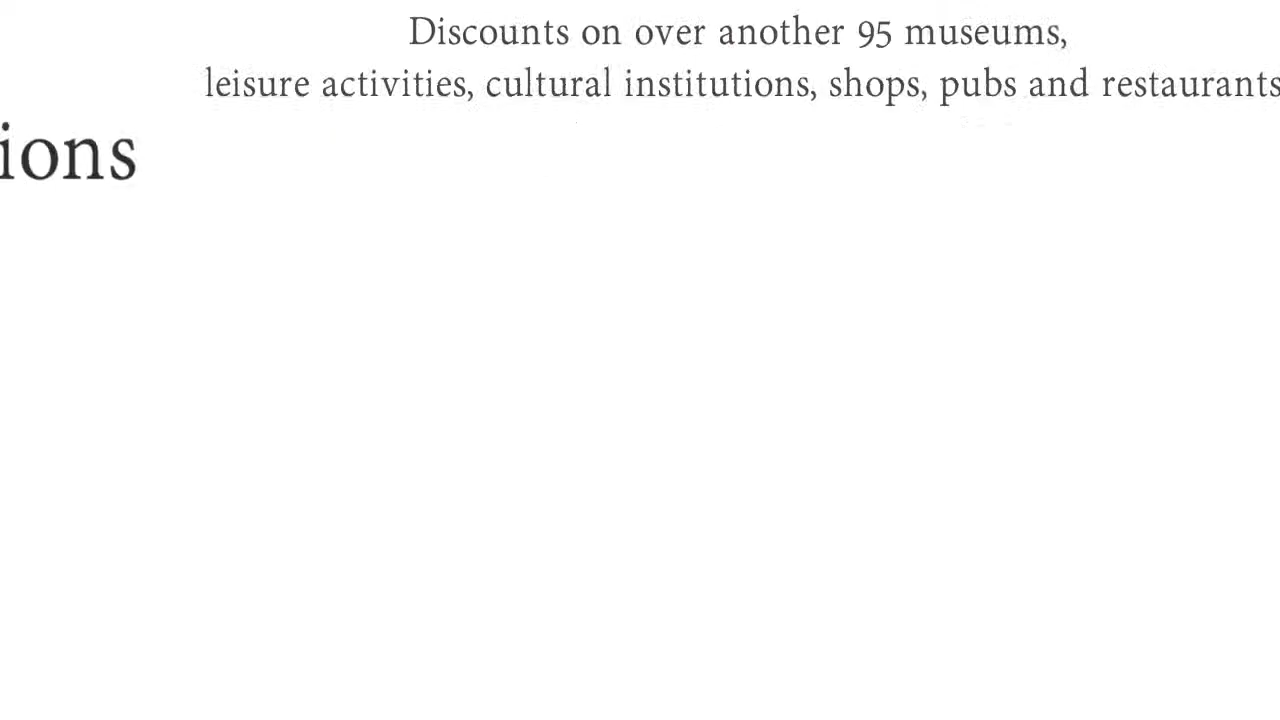 Discounts on over another 95 museums,
leisure activities, cultural institutions, shops, pubs and restaurants
ions